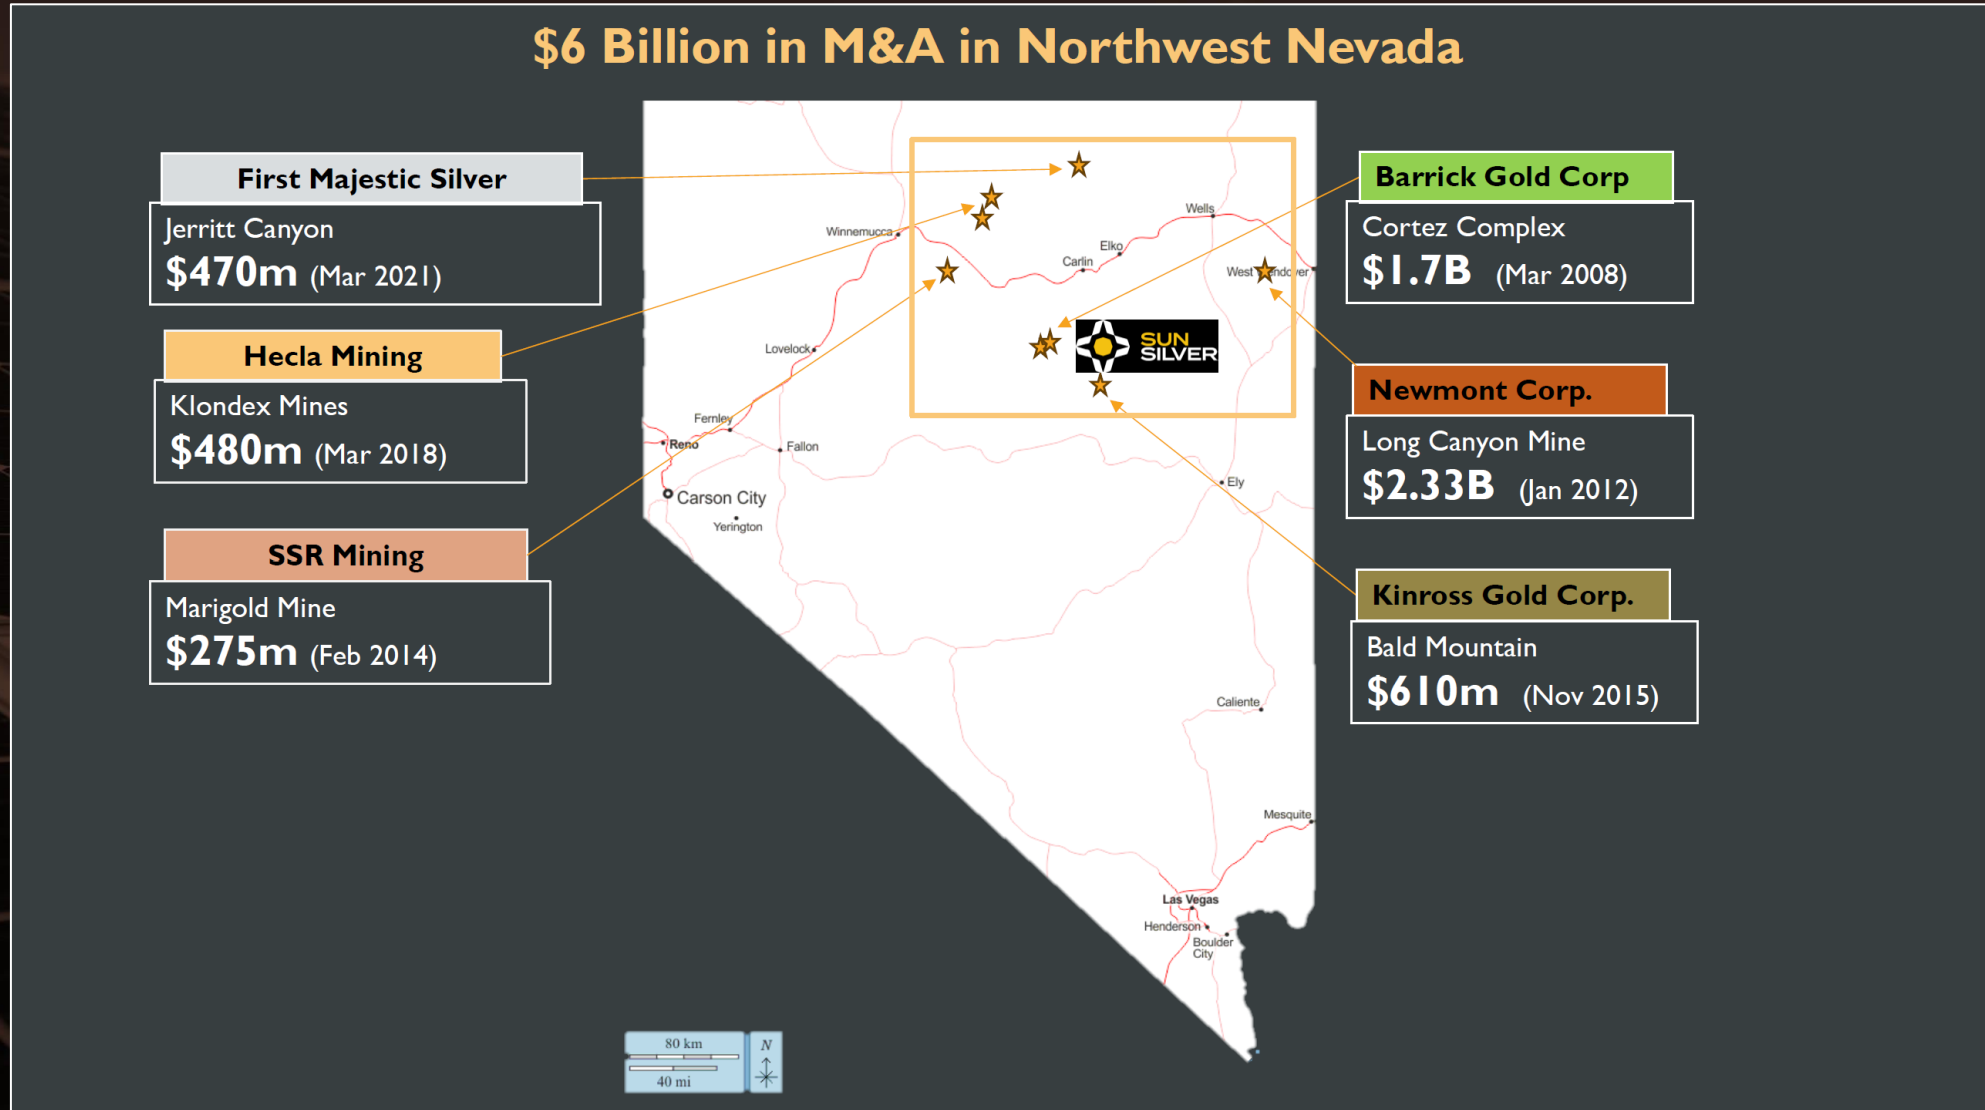 $6 Billion in M&A in Northwest Nevada
First Majestic Silver
Jerritt Canyon
$470m (Mar 2021)
Hecla Mining
Klondex Mines
$480m (Mar 2018)
SSR Mining
Marigold Mine
$275m (Feb 2014)
Barrick Gold Corp
Cortez Complex
$1.7B (Mar 2008)
Newmont Corp.
Long Canyon Mine
$2.33B (Jan 2012)
Kinross Gold Corp.
Bald Mountain
$610m (Nov 2015)
Winnemucca
Wells
Elko
Carlin
West Wendover
SUN
SILVER
Lovelock
Fernley
Reno
Fallon
Carson City
Yerington
Ely
Caliente
Mesquite
Las Vegas
Henderson
Boulder
City
80 km
40 mi
N